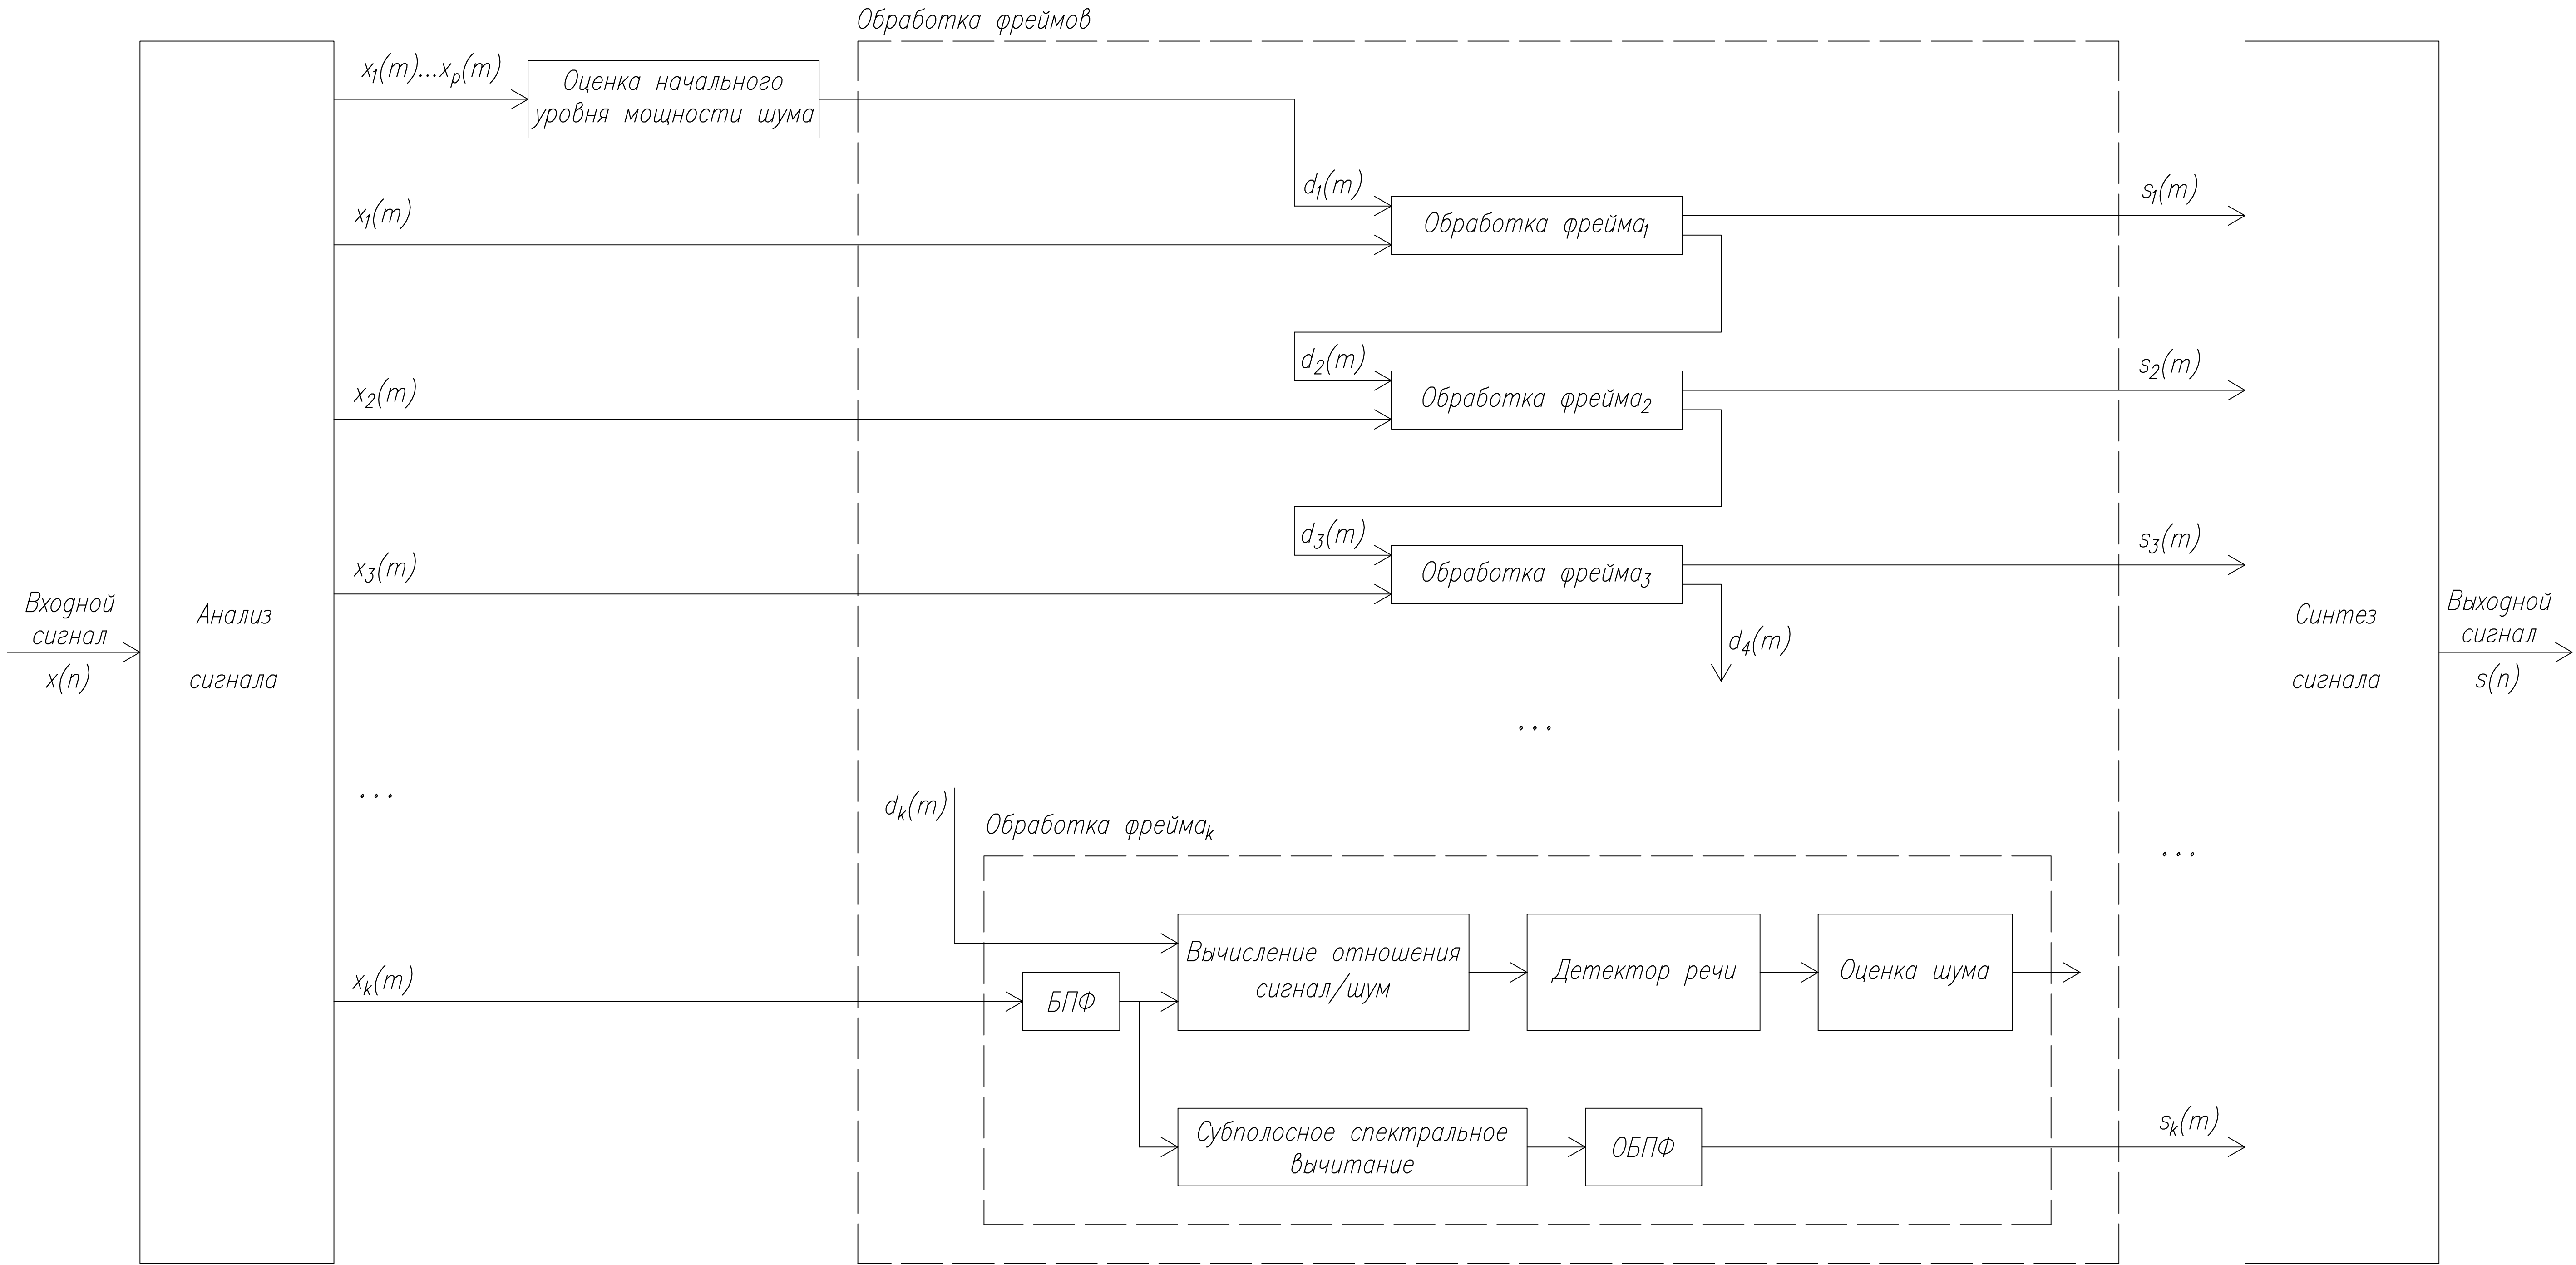 Обработка фреймов
x₁(m)...xₚ(m)
Оценка начального
уровня мощности шума
d₁(m)
s₁(m)
x₁(m)
Обработка фрейма₁
d₂(m)
s₂(m)
x₂(m)
Обработка фрейма₂
d₃(m)
s₃(m)
x₃(m)
Обработка фрейма₃
Входной
сигнал
x(n)
Анализ
сигнала
d₄(m)
Синтез
сигнала
Выходной
сигнал
s(n)
...
...
dₖ(m)
Обработка фреймаₖ
...
xₖ(m)
БПФ
Вычисление отношения
сигнал/шум
Детектор речи
Оценка шума
Субполосное спектральное
вычитание
ОБПФ
sₖ(m)